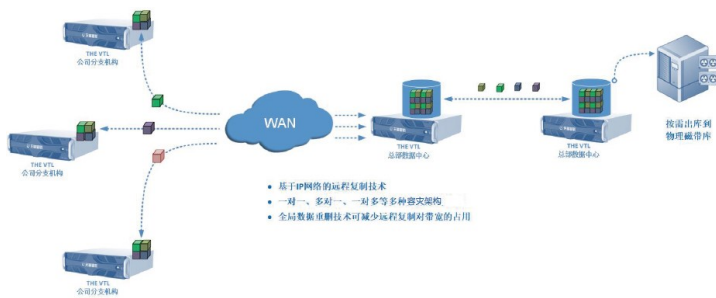 THE VTL
公司分支机构
THE VTL
公司分支机构
THE VTL
公司分支机构
WAN
THE VTL
总部数据中心
THE VTL
总部数据中心
按需出库到
物理磁带库
● 基于IP网络的远程复制技术
● 一对一、多对一、一对多等多种容灾架构
● 全局数据重删技术可减少远程复制对带宽的占用